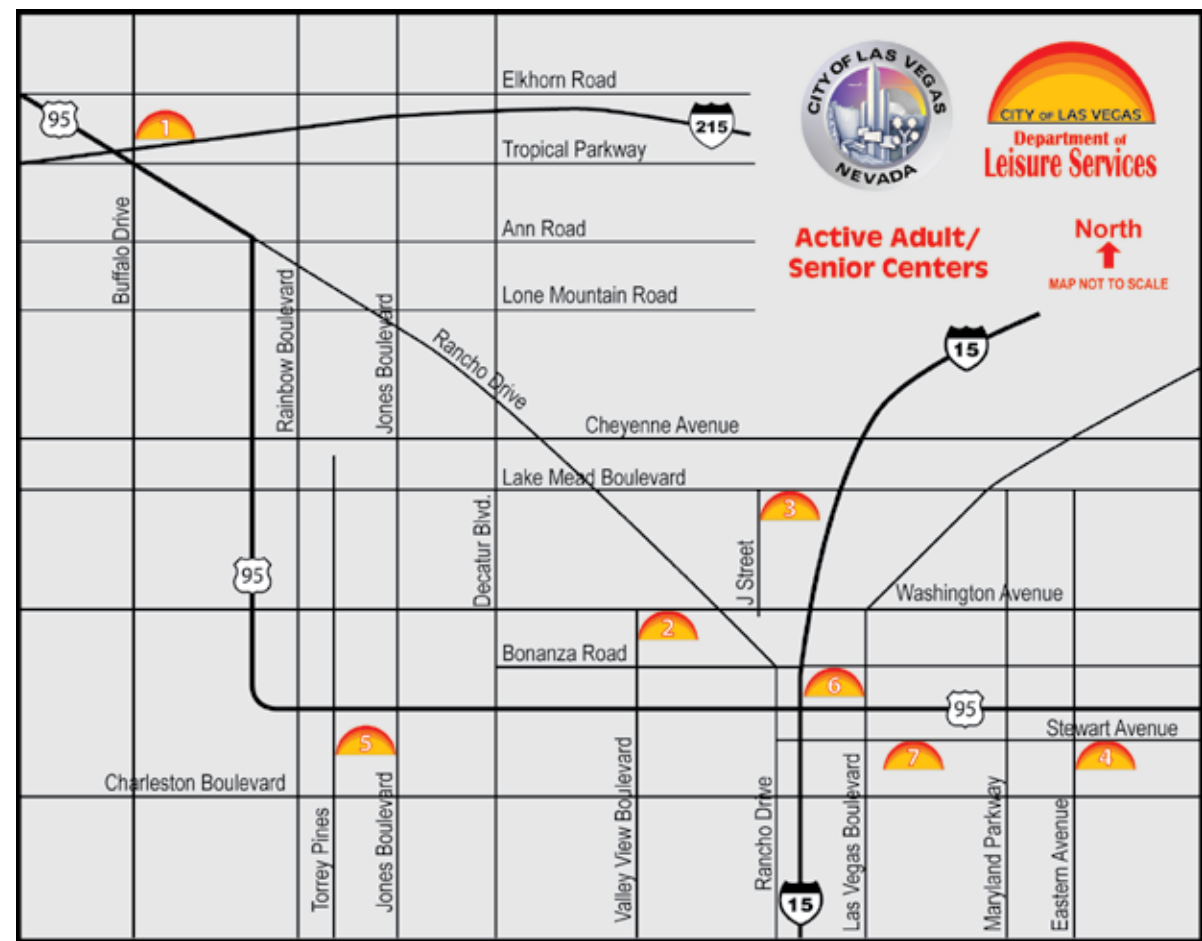 Elkhorn Road
95
1
215
Tropical Parkway
CITY OF LAS VEGAS
NEVADA
CITY OF LAS VEGAS
Department of
Leisure Services
Buffalo Drive
Ann Road
Active Adult/
Senior Centers
North
MAP NOT TO SCALE
Rainbow Boulevard
Jones Boulevard
Lone Mountain Road
Rancho Drive
15
Cheyenne Avenue
Lake Mead Boulevard
Decatur Blvd.
3
J Street
95
Washington Avenue
2
Bonanza Road
6
95
Stewart Avenue
5
7
4
Charleston Boulevard
Torrey Pines
Jones Boulevard
Valley View Boulevard
Rancho Drive
15
Las Vegas Boulevard
Maryland Parkway
Eastern Avenue